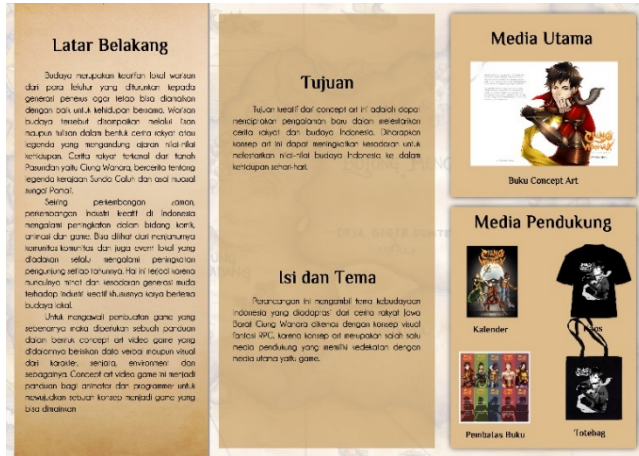 Latar Belakang
Budaya merupakan kearifan lokal warisan
dari para leluhur yang diturunkan kepada
generasi penerus agar tetap bisa diamalkan
dengan baik untuk kehidupan bersama. Warisan
budaya tersebut disampaikan melalui lisan
maupun tulisan dalam bentuk cerita rakyat atau
legenda yang mengandung ajaran nilai-nilai
kehidupan. Cerita rakyat terkenal dari tanah
Pasundan yaitu Ciung Wanara, bercerita tentang
legenda kerajaan Sunda Galuh dan asal muasal
sungai Pamali.
Seiring perkembangan zaman,
perkembangan industri kreatif di Indonesia
mengalami peningkatan dalam bidang komik,
animasi dan game. Bisa dilihat dari menjamurnya
komunitas komunitas dan juga event lokal yang
diadakan selalu mengalami peningkatan
pengunjung setiap tahunnya. Hal ini terjadi karena
munculnya minat dan kesadaran generasi muda
terhadap industri kreatif khususnya karya bertema
budaya lokal.
Untuk mengawali pembuatan game yang
sebenarnya maka diperlukan sebuah panduan
dalam bentuk concept art video game yang
didalamnya berisikan data verbal maupun visual
dari karakter, senjata, environment dan
sebagainya. Concept art video game ini menjadi
panduan bagi animator dan programmer untuk
mewujudkan sebuah konsep menjadi game yang
bisa dimainkan
Tujuan
Tujuan kreatif dari concept art ini adalah dapat
menciptakan pengalaman baru dalam melestarikan
cerita rakyat dan budaya Indonesia. Diharapkan
konsep art ini dapat meningkatkan kesadaran untuk
melestarikan nilai-nilai budaya Indonesia ke dalam
kehidupan sehari-hari.
Isi dan Tema
Perancangan ini mengambil tema kebudayaan
Indonesia yang diadaptasi dari cerita rakyat Jawa
Barat Ciung Wanara dikemas dengan konsep visual
fantasi RPC, karena konsep art merupakan salah satu
media pendukung yang memiliki kedekatan dengan
media utama yaitu game.
Media Utama
CIUNG
WANARA
Buku Concept Art
Media Pendukung
Kalender
Kaos
Pembatas Buku
Totebag